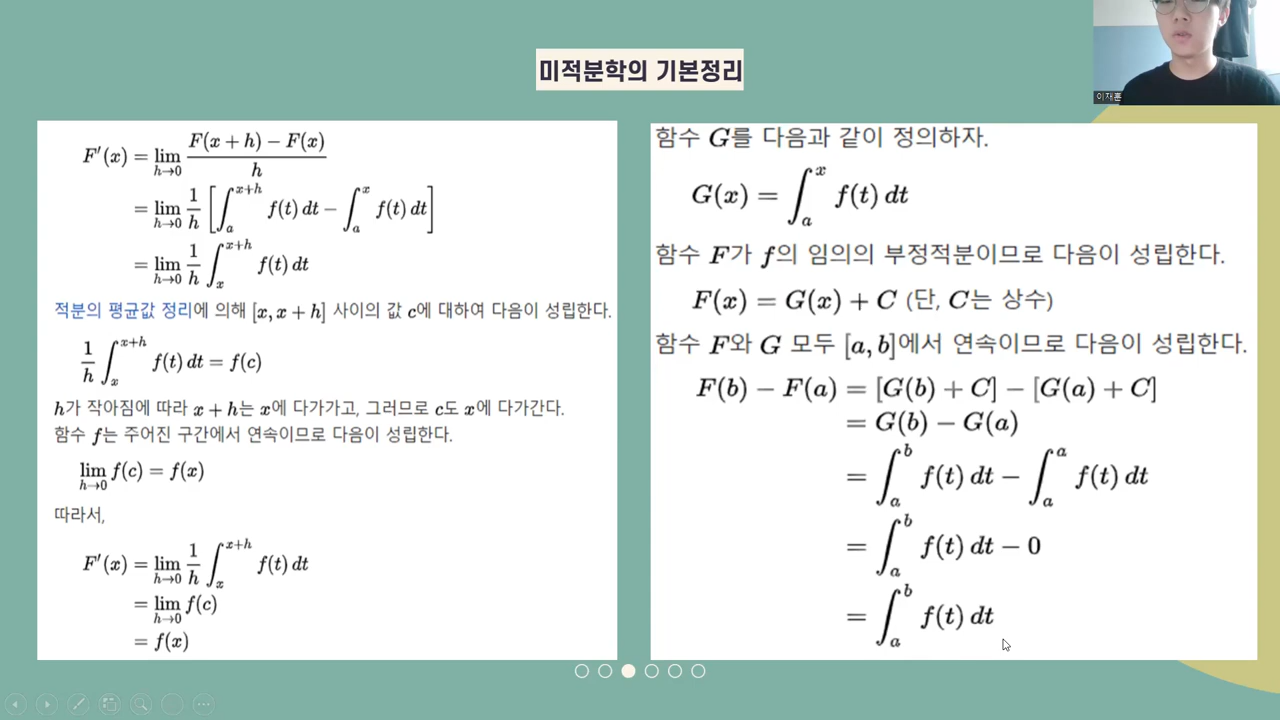 미적분학의 기본정리
이재훈
F'(x) = lim_{h→0} \frac{F(x+h) − F(x)}{h}
= lim_{h→0} \frac{1}{h} [∫_a^{x+h} f(t) dt − ∫_a^x f(t) dt]
= lim_{h→0} \frac{1}{h} ∫_x^{x+h} f(t) dt
적분의 평균값 정리에 의해 [x, x + h] 사이의 값 c에 대하여 다음이 성립한다.
\frac{1}{h} ∫_x^{x+h} f(t) dt = f(c)
h가 작아짐에 따라 x + h는 x에 다가가고, 그러므로 c도 x에 다가간다.
함수 f는 주어진 구간에서 연속이므로 다음이 성립한다.
lim_{h→0} f(c) = f(x)
따라서,
F'(x) = lim_{h→0} \frac{1}{h} ∫_x^{x+h} f(t) dt
= lim_{h→0} f(c)
= f(x)
함수 G를 다음과 같이 정의하자.
G(x) = ∫_a^x f(t) dt
함수 F가 f의 임의의 부정적분이므로 다음이 성립한다.
F(x) = G(x) + C (단, C는 상수)
함수 F와 G 모두 [a, b]에서 연속이므로 다음이 성립한다.
F(b) − F(a) = [G(b) + C] − [G(a) + C]
= G(b) − G(a)
= ∫_a^b f(t) dt − ∫_a^a f(t) dt
= ∫_a^b f(t) dt − 0
= ∫_a^b f(t) dt